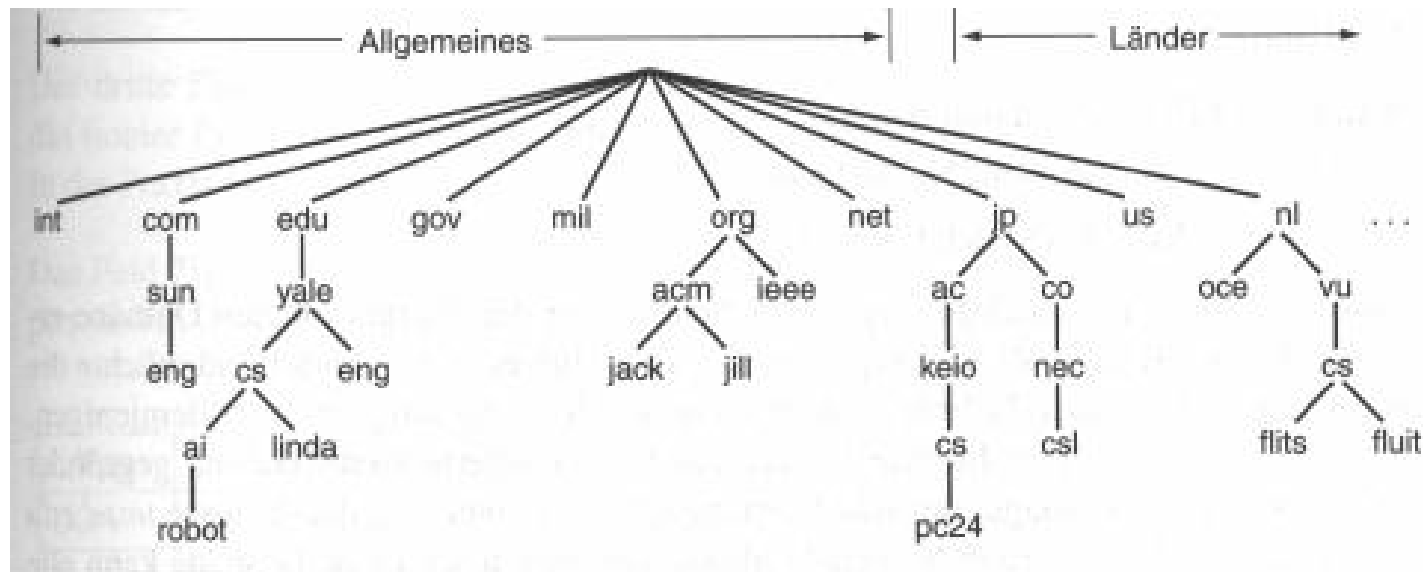 Allgemeines Länder
int com edu gov mil org net jp us nl ...
sun yale acm ieee ac co oce vu
eng cs eng jack jill keio nec cs
ai linda cs csl flits fluit
robot pc24